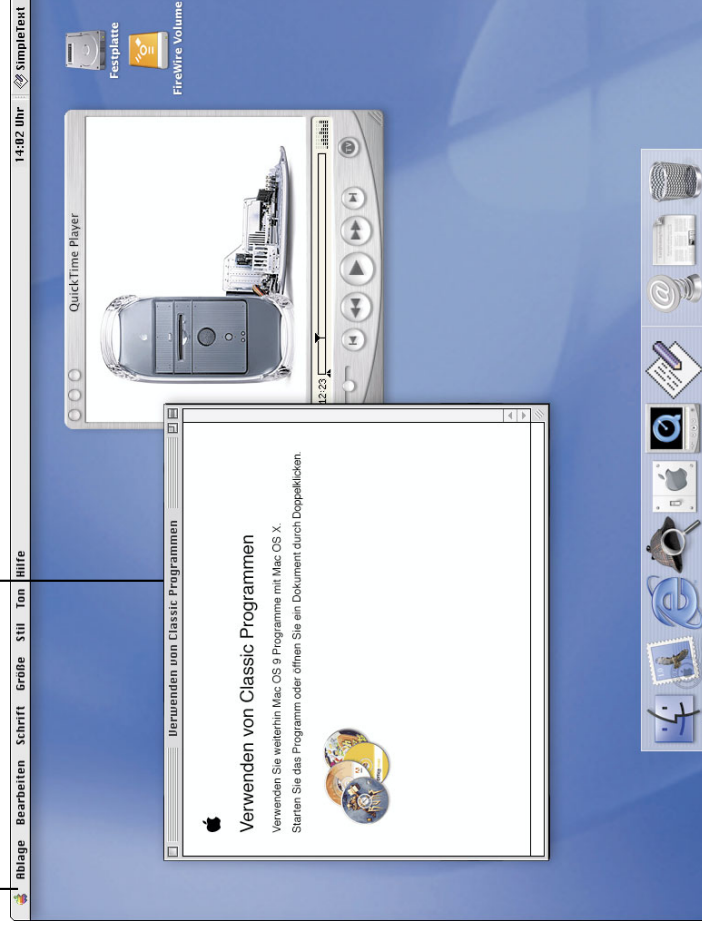 Ablage Bearbeiten Schrift Größe Stil Ton Hilfe 14:02 Uhr SimpleText
Festplatte
FireWire Volume
QuickTime Player
12:23
TV
Verwenden von Classic Programmen
Verwenden von Classic Programmen
Verwenden Sie weiterhin Mac OS 9 Programme mit Mac OS X.
Starten Sie das Programm oder öffnen Sie ein Dokument durch Doppelklicken.